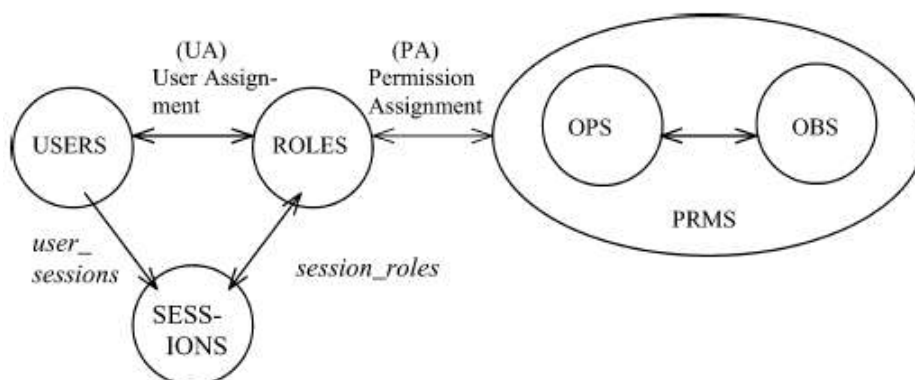 (UA)
User Assign-
ment
(PA)
Permission
Assignment
USERS
ROLES
OPS
OBS
PRMS
user_
sessions
session_roles
SESS-
IONS